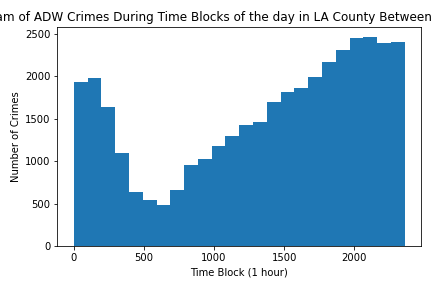 am of ADW Crimes During Time Blocks of the day in LA County Between
Number of Crimes
2500
2000
1500
1000
500
0
0 500 1000 1500 2000
Time Block (1 hour)